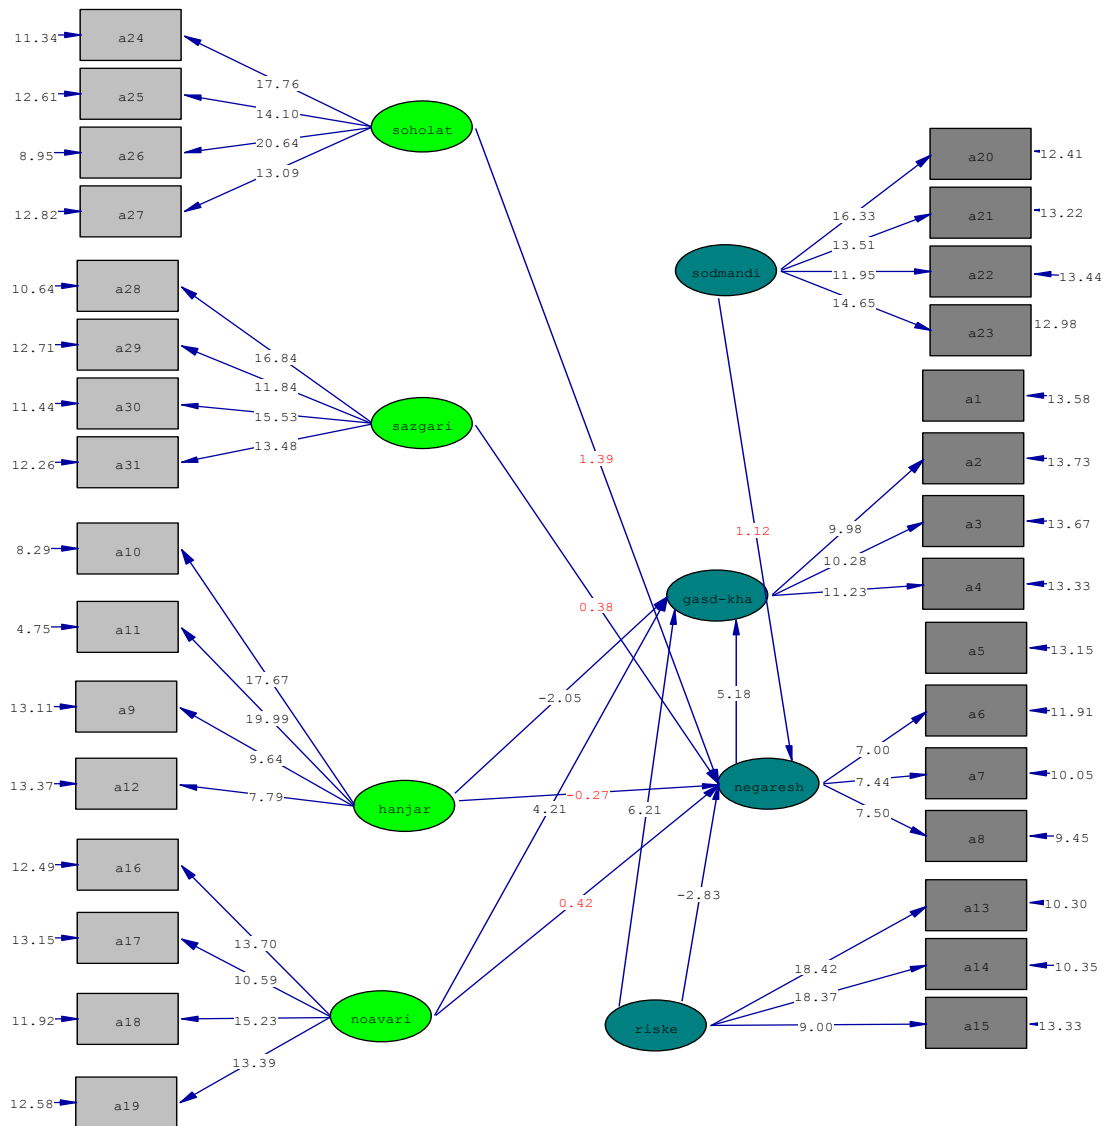 11.34 a24
17.76
12.61 a25
14.10
8.95 a26
20.64
12.82 a27
13.09
soholat
10.64 a28
16.84
12.71 a29
11.84
11.44 a30
15.53
12.26 a31
13.48
sazgari
8.29 a10
17.67
4.75 a11
19.99
13.11 a9
9.64
13.37 a12
7.79
hanjar
12.49 a16
13.70
13.15 a17
10.59
11.92 a18
15.23
12.58 a19
13.39
noavari
1.39
0.38
-2.05
-0.27
4.21
0.42
1.12
5.18
6.21
-2.83
sodmandi
16.33
a20 12.41
13.51
a21 13.22
11.95
a22 13.44
14.65
a23 12.98
gasd-kha
a1 13.58
9.98
a2 13.73
10.28
a3 13.67
11.23
a4 13.33
negaresh
a5 13.15
7.00
a6 11.91
7.44
a7 10.05
7.50
a8 9.45
riske
18.42
a13 10.30
18.37
a14 10.35
9.00
a15 13.33